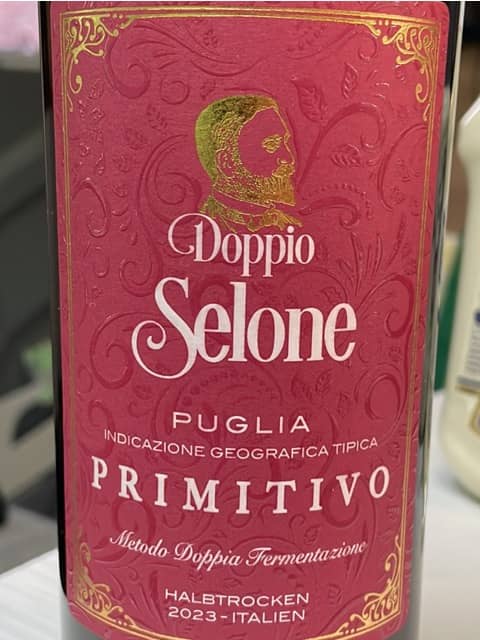 Doppio
Selone
PUGLIA
INDICAZIONE GEOGRAFICA TIPICA
PRIMITIVO
Metodo Doppia Fermentazione
HALBTROCKEN
2023 - ITALIEN